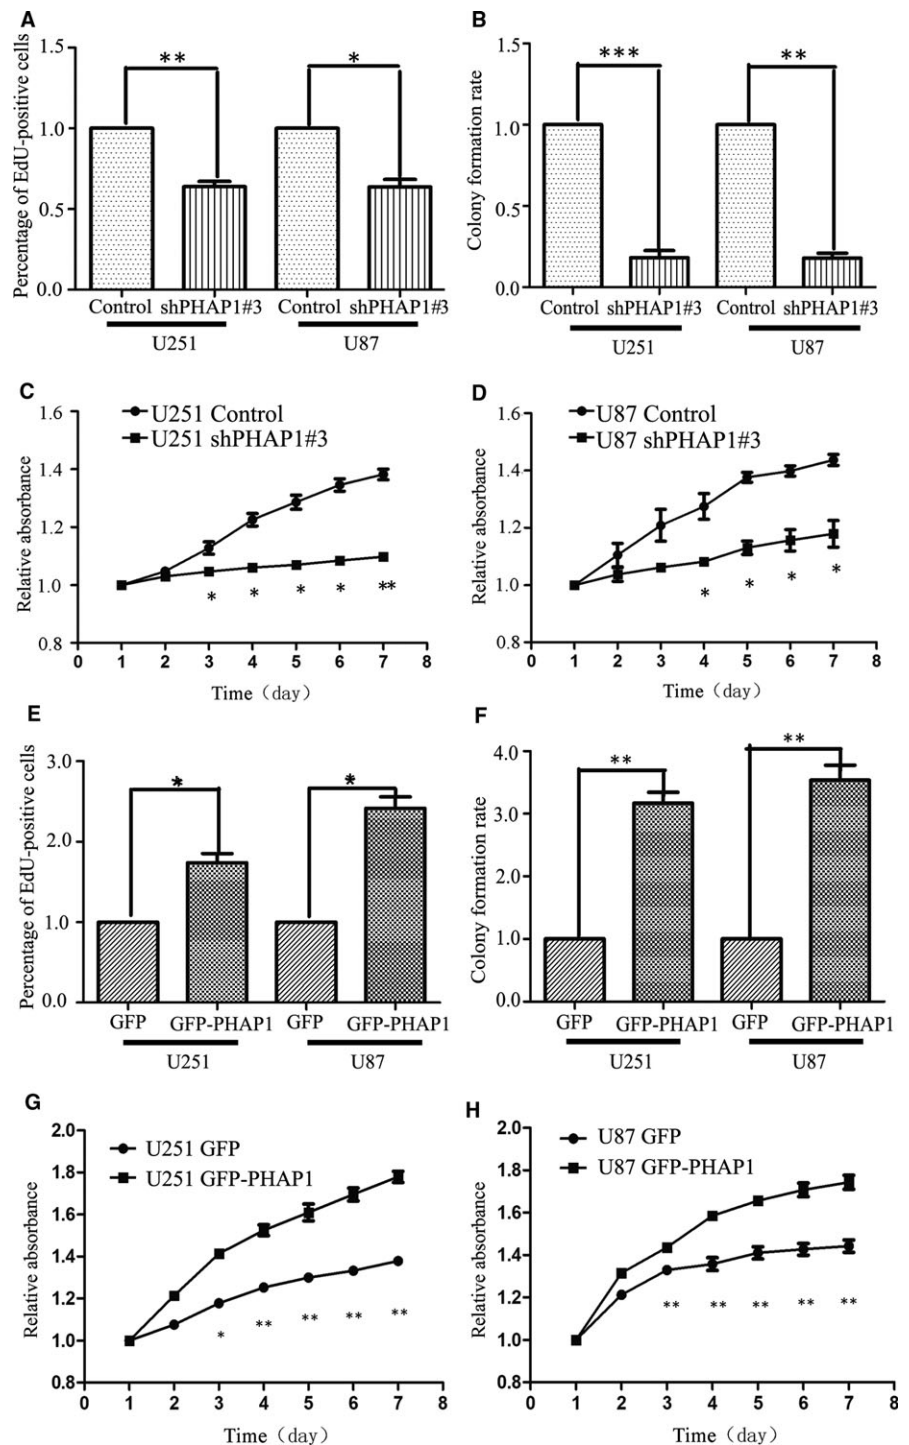 A
Percentage of EdU-positive cells
1.5
1.0
0.5
0.0
**
*
Control shPHAP1#3 Control shPHAP1#3
U251 U87
B
Colony formation rate
1.5
1.0
0.5
0.0
***
**
Control shPHAP1#3 Control shPHAP1#3
U251 U87
C
Relative absorbance
1.6
1.4
1.2
1.0
0.8
U251 Control
U251 shPHAP1#3
* * * * **
0 1 2 3 4 5 6 7 8
Time（day）
D
Relative absorbance
1.6
1.4
1.2
1.0
0.8
U87 Control
U87 shPHAP1#3
* * * *
0 1 2 3 4 5 6 7 8
Time（day）
E
Percentage of EdU-positive cells
3.0
2.0
1.0
0.0
*
*
GFP GFP-PHAP1 GFP GFP-PHAP1
U251 U87
F
Colony formation rate
4.0
3.0
2.0
1.0
0.0
**
**
GFP GFP-PHAP1 GFP GFP-PHAP1
U251 U87
G
Relative absorbance
2.0
1.8
1.6
1.4
1.2
1.0
0.8
U251 GFP
U251 GFP-PHAP1
* ** ** ** **
0 1 2 3 4 5 6 7 8
Time（day）
H
Relative absorbance
2.0
1.8
1.6
1.4
1.2
1.0
0.8
U87 GFP
U87 GFP-PHAP1
** ** ** ** **
0 1 2 3 4 5 6 7 8
Time（day）